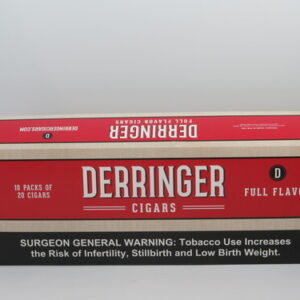 D
DERRINGERCIGARS.COM
DERRINGER
FULL FLAVOR CIGARS
10 PACKS OF
20 CIGARS
DERRINGER
CIGARS
D
FULL FLAVO
SURGEON GENERAL WARNING: Tobacco Use Increases
the Risk of Infertility, Stillbirth and Low Birth Weight.